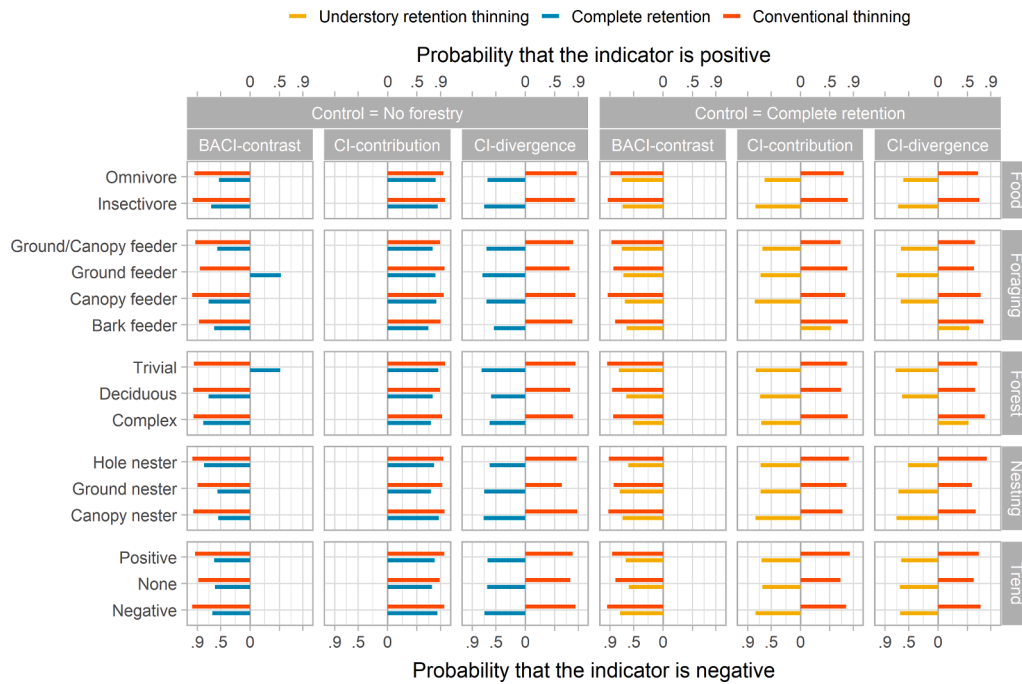 Understory retention thinning Complete retention Conventional thinning
Probability that the indicator is positive
0 .5 .9 0 .5 .9 0 .5 .9 0 .5 .9 0 .5 .9 0 .5 .9
Control = No forestry Control = Complete retention
BACI-contrast CI-contribution CI-divergence BACI-contrast CI-contribution CI-divergence
Omnivore
Insectivore
Food
Ground/Canopy feeder
Ground feeder
Canopy feeder
Bark feeder
Foraging
Trivial
Deciduous
Complex
Forest
Hole nester
Ground nester
Canopy nester
Nesting
Positive
None
Negative
Trend
.9 .5 0 .9 .5 0 .9 .5 0 .9 .5 0 .9 .5 0 .9 .5 0
Probability that the indicator is negative